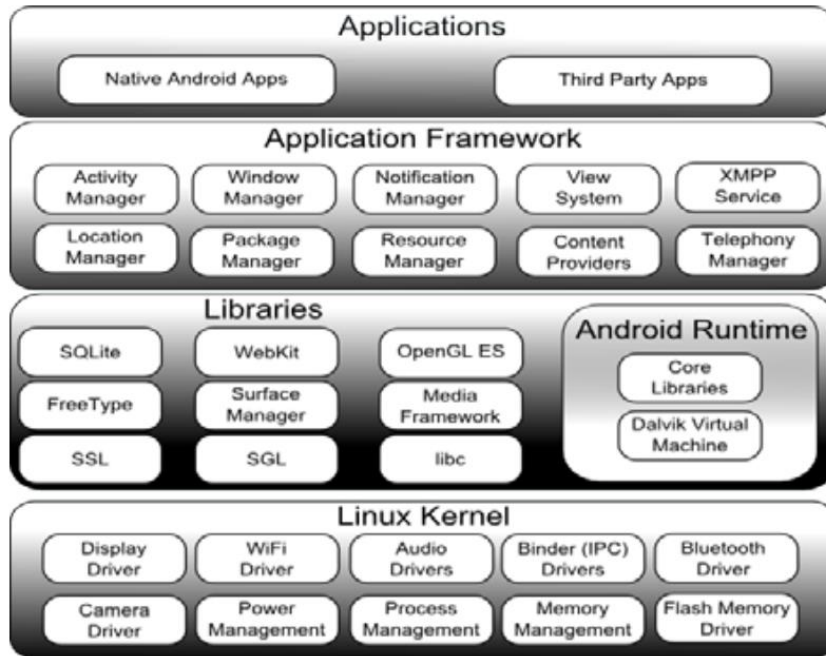 Applications
Native Android Apps
Third Party Apps
Application Framework
Activity
Manager
Window
Manager
Notification
Manager
View
System
XMPP
Service
Location
Manager
Package
Manager
Resource
Manager
Content
Providers
Telephony
Manager
Libraries
SQLite
WebKit
OpenGL ES
FreeType
Surface
Manager
Media
Framework
SSL
SGL
libc
Android Runtime
Core
Libraries
Dalvik Virtual
Machine
Linux Kernel
Display
Driver
WiFi
Driver
Audio
Drivers
Binder (IPC)
Drivers
Bluetooth
Driver
Camera
Driver
Power
Management
Process
Management
Memory
Management
Flash Memory
Driver